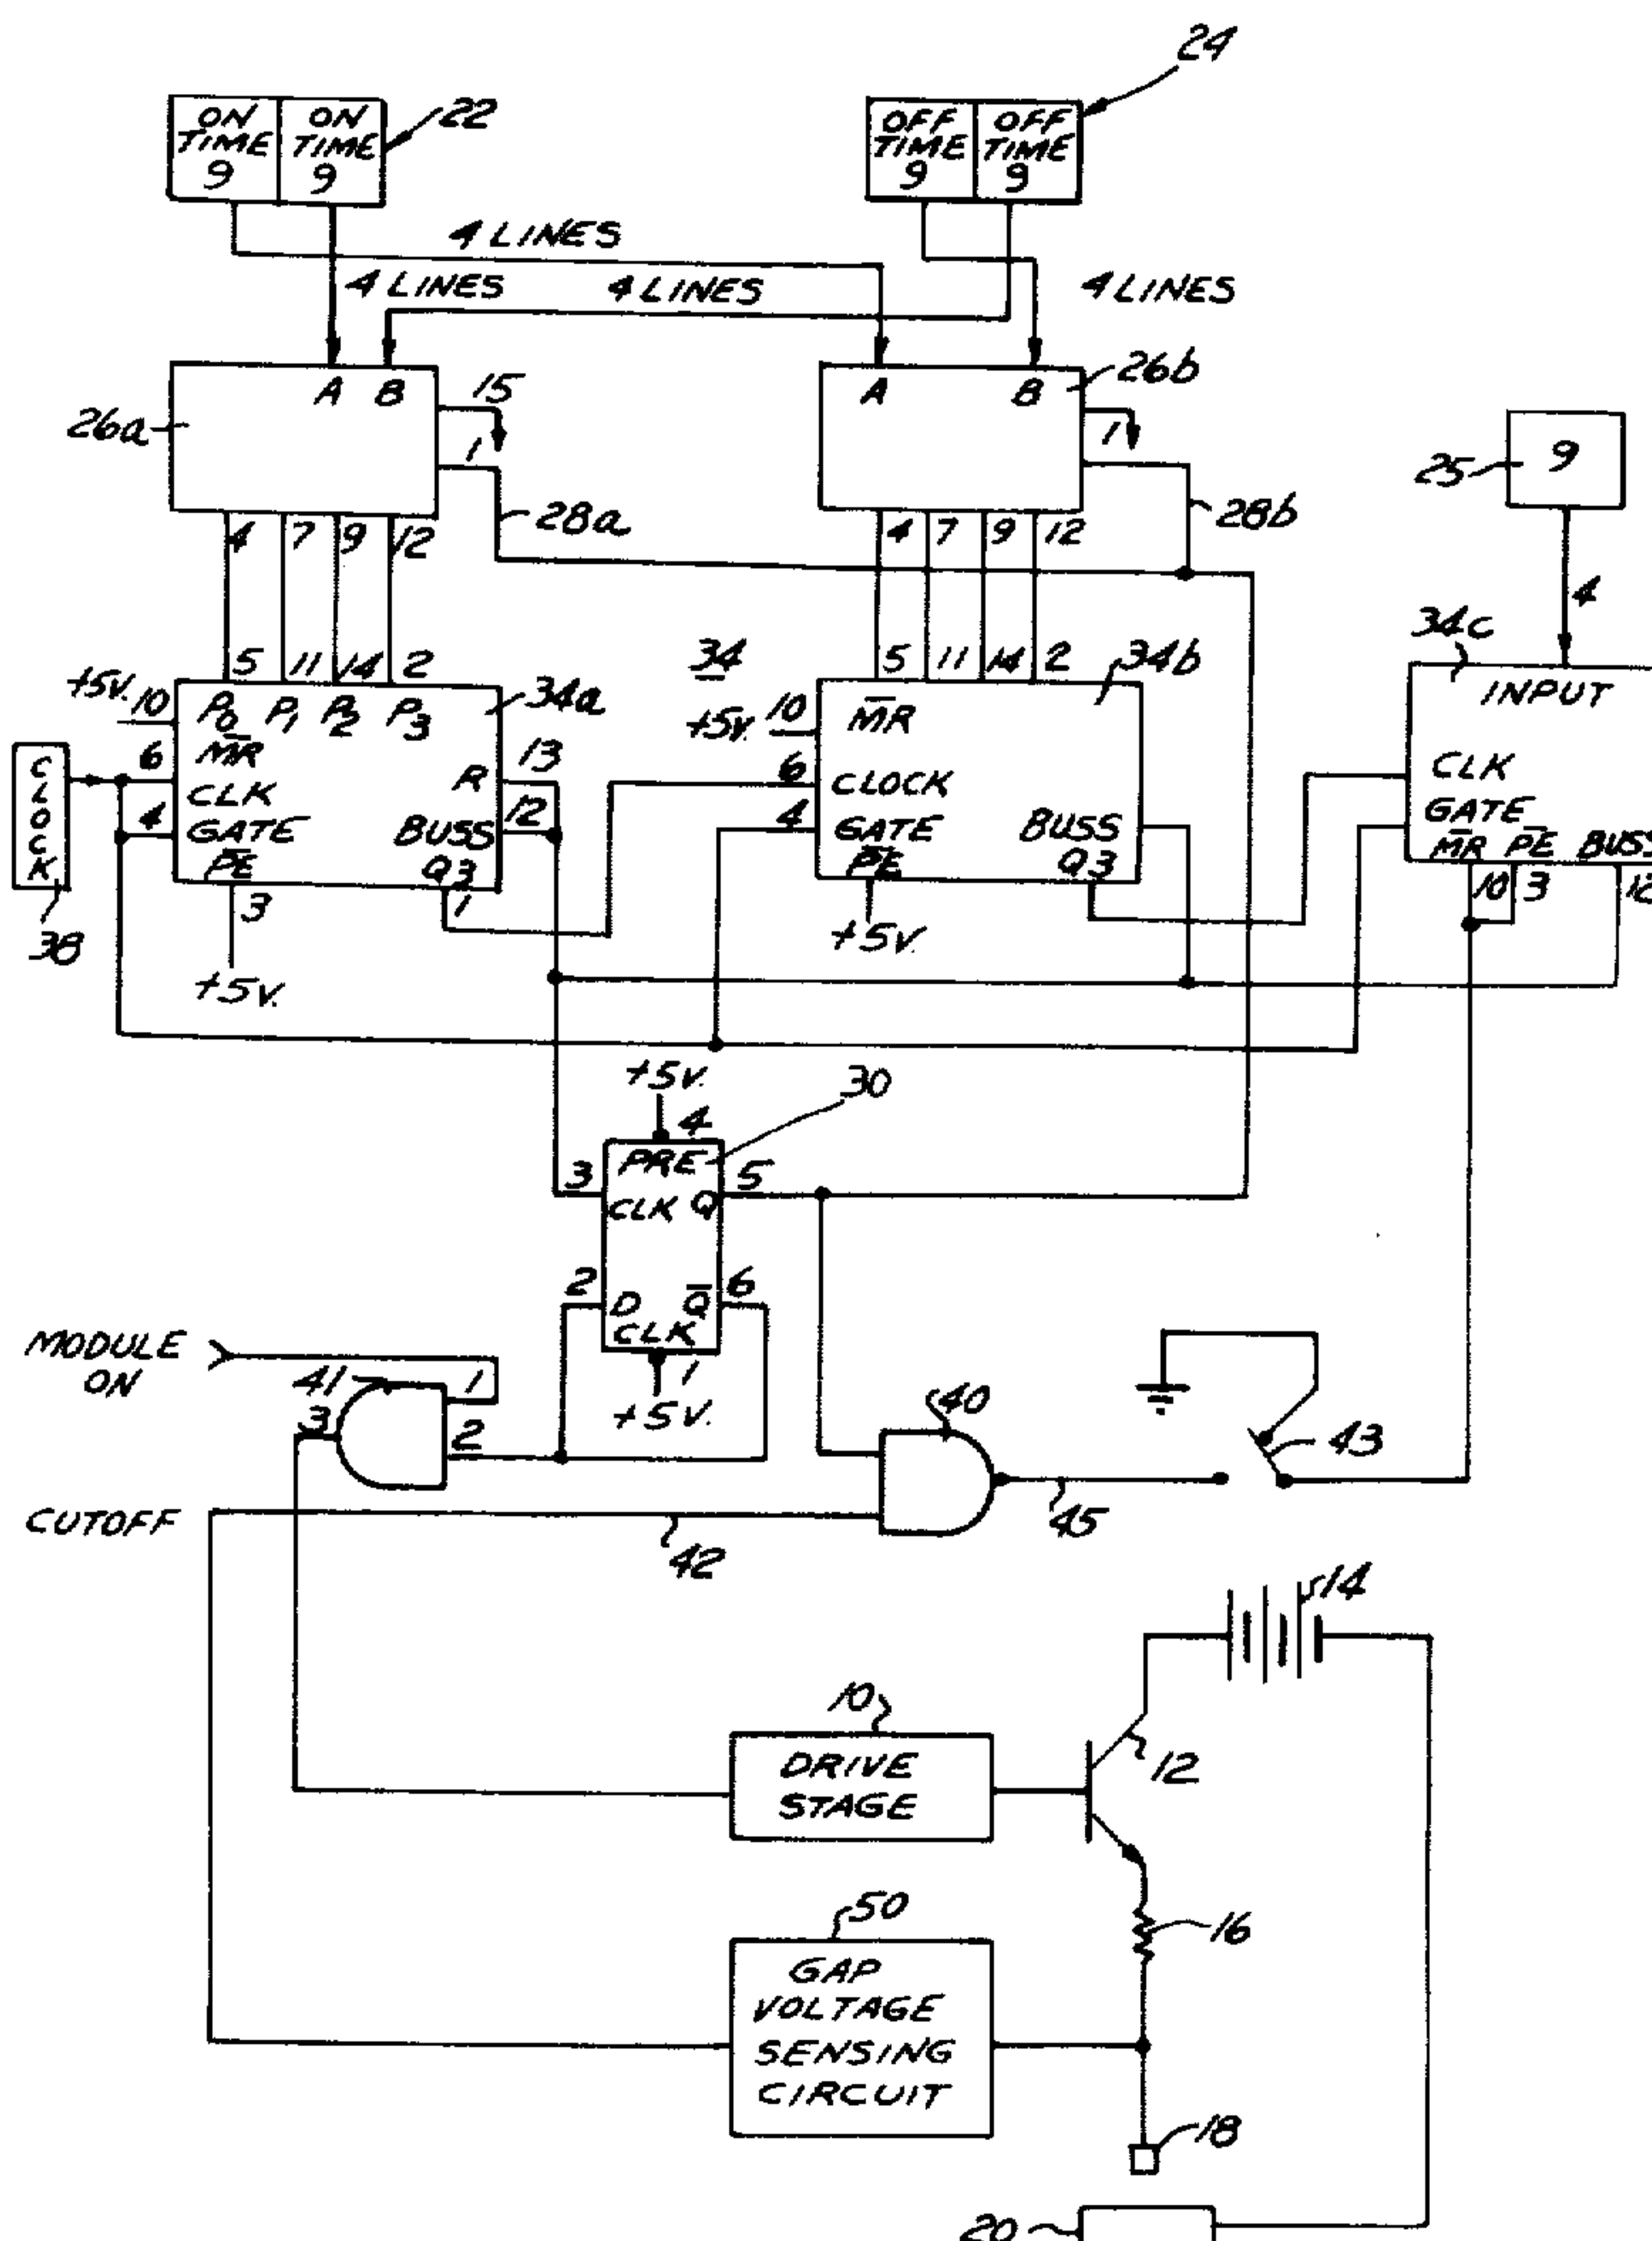 24
22
ON TIME 9
ON TIME 9
OFF TIME 9
OFF TIME 9
4 LINES
4 LINES
4 LINES
4 LINES
26a
A B
15
1
28a
26b
A B
1
28b
25
9
4
4 7 9 12
4 7 9 12
5 11 14 2
34
5 11 14 2
34a
34b
34c
+5V.
10
P0 P1 P2 P3
M̅R̅
6
CLK
4
GATE
P̅E̅
R
13
BUSS
12
Q3
1
3
+5V.
CLOCK
38
+5V.
10
M̅R̅
6
CLOCK
4
GATE
P̅E̅
BUSS
Q3
+5V.
INPUT
CLK
GATE
M̅R̅ P̅E̅ BUSS
10 3 12
+5V.
4
30
PRE
3
CLK Q
5
2
D Q̅
6
CLK
1
+5V.
MODULE ON
41
1
3
2
40
43
45
CUTOFF
42
14
10
DRIVE STAGE
12
50
16
GAP VOLTAGE SENSING CIRCUIT
18
20